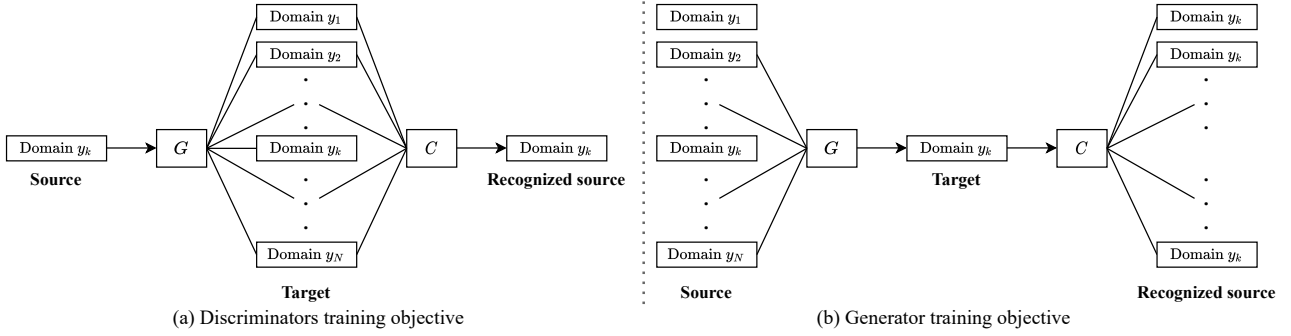 Domain y₁
Domain y₂
Domain yₖ
G
Domain yₖ
C
Domain yₖ
Source
Recognized source
Domain y_N
Target
(a) Discriminators training objective
Domain y₁
Domain y₂
Domain yₖ
Domain y_N
Source
G
Domain yₖ
Target
C
Domain yₖ
Domain yₖ
Domain yₖ
Recognized source
(b) Generator training objective